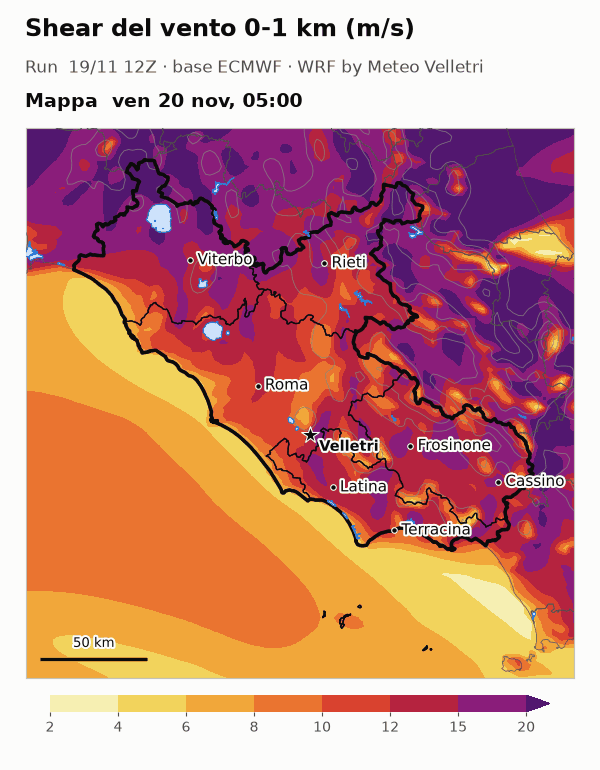 Shear del vento 0-1 km (m/s)
Run 19/11 12Z · base ECMWF · WRF by Meteo Velletri
Mappa ven 20 nov, 05:00
Viterbo
Rieti
Roma
Velletri
Frosinone
Latina
Cassino
Terracina
50 km
2 4 6 8 10 12 15 20